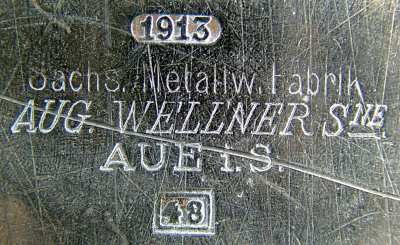 1913
Sächs. Metallw. Fabrik
AUG. WELLNER SNE
AUE i. S.
48